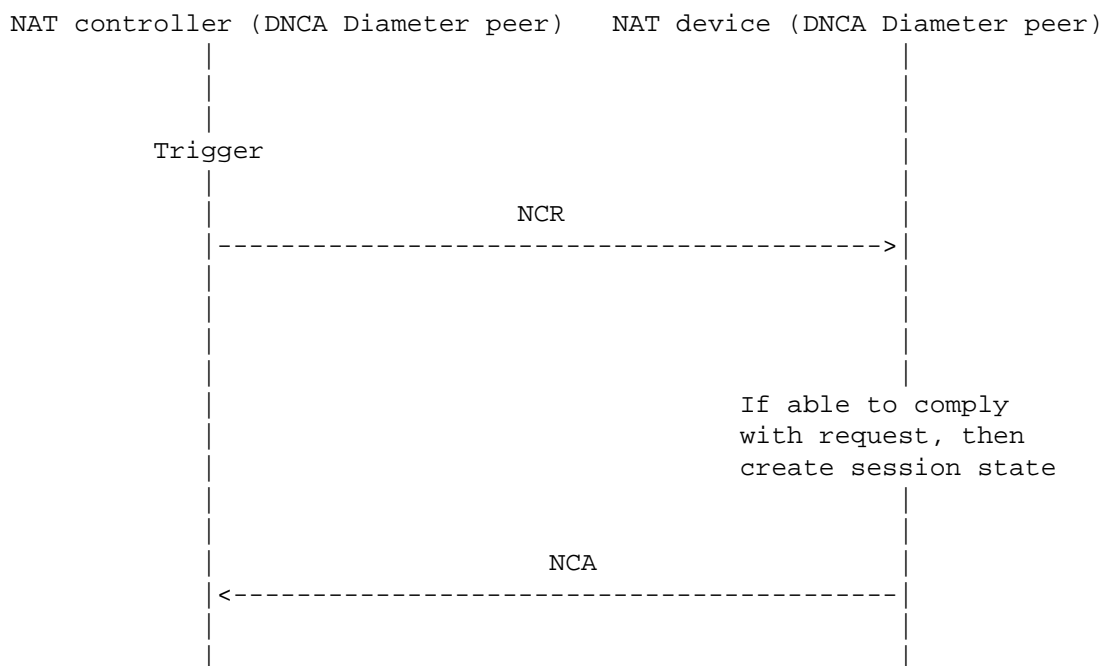 NAT controller (DNCA Diameter peer)   NAT device (DNCA Diameter peer)
Trigger
NCR
If able to comply
with request, then
create session state
NCA